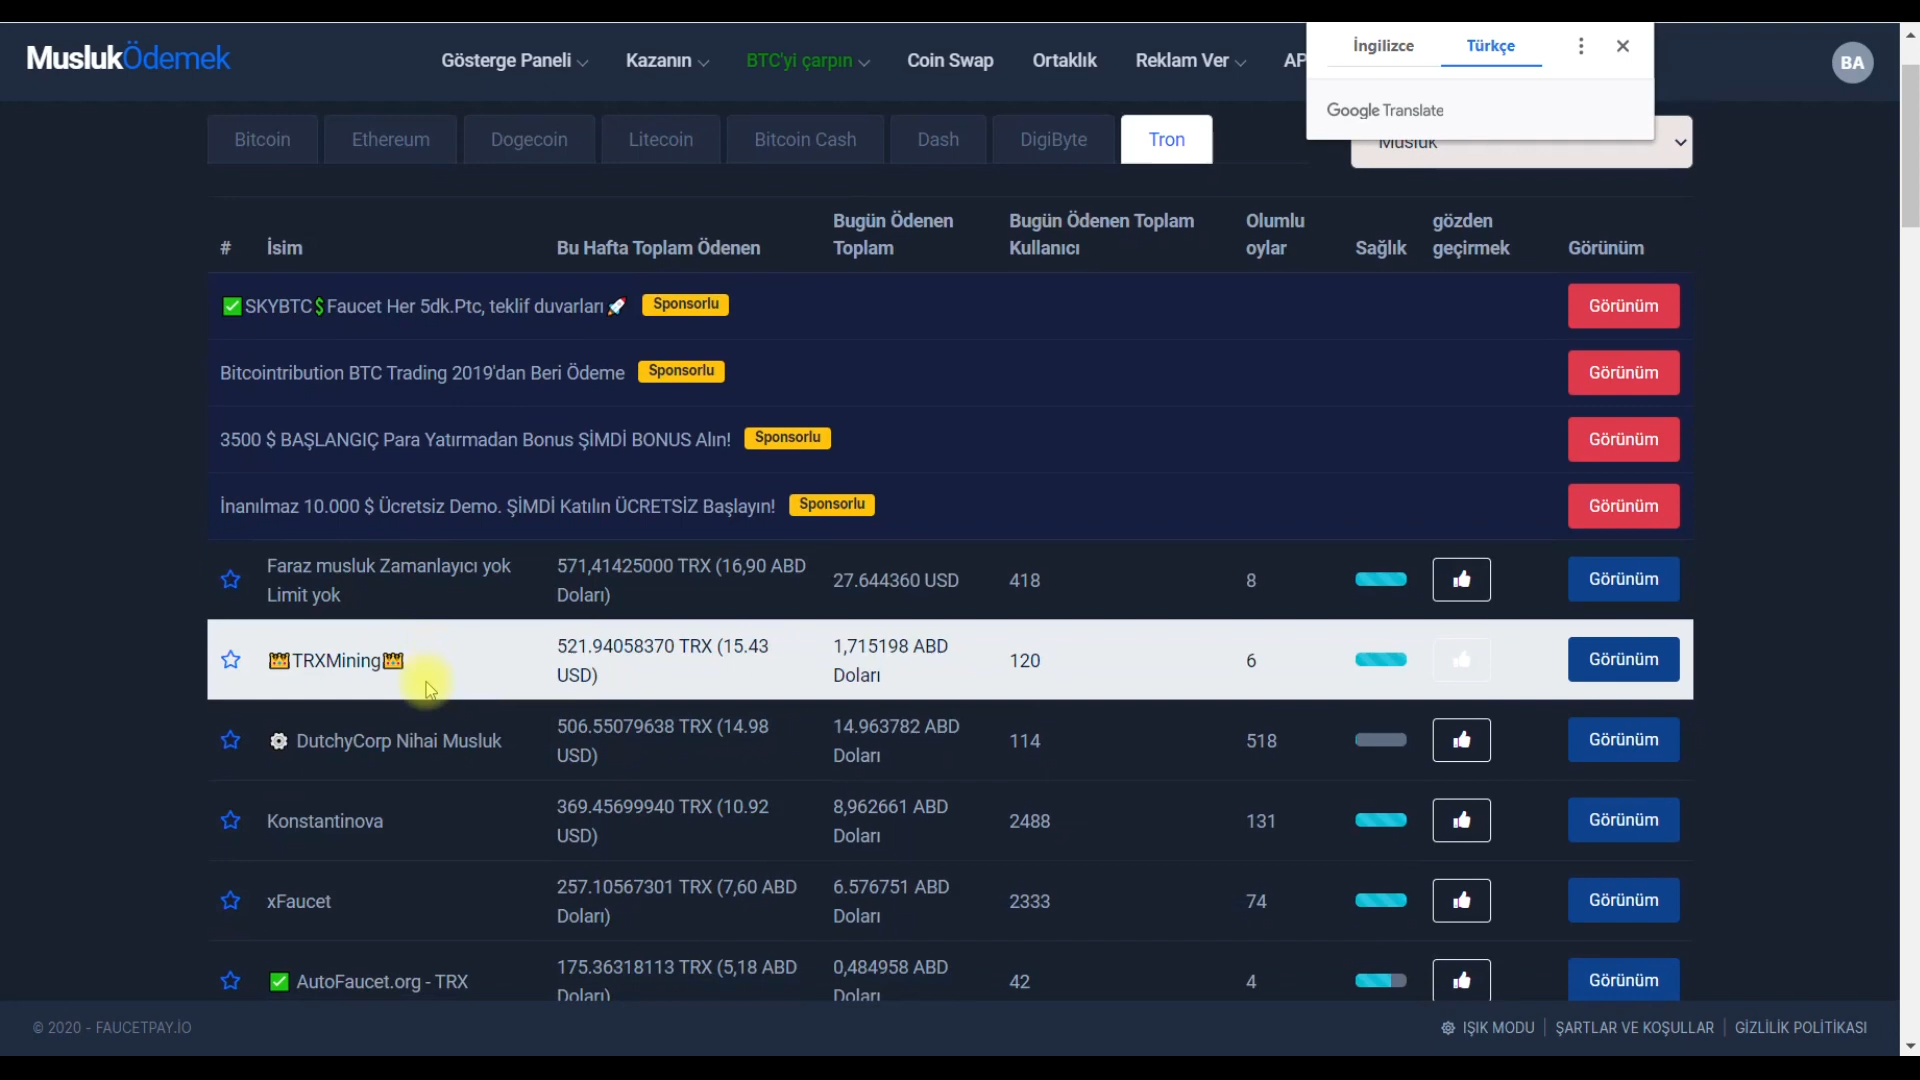 MuslukÖdemek
Gösterge Paneli
Kazanın
BTC'yi çarpın
Coin Swap
Ortaklık
Reklam Ver
AP
İngilizce
Türkçe
Google Translate
BA
Bitcoin
Ethereum
Dogecoin
Litecoin
Bitcoin Cash
Dash
DigiByte
Tron
Musluk
#
İsim
Bu Hafta Toplam Ödenen
Bugün Ödenen
Toplam
Bugün Ödenen Toplam
Kullanıcı
Olumlu
oylar
Sağlık
gözden
geçirmek
Görünüm
✅SKYBTC💲Faucet Her 5dk.Ptc, teklif duvarları🚀 Sponsorlu
Görünüm
Bitcointribution BTC Trading 2019'dan Beri Ödeme Sponsorlu
Görünüm
3500 $ BAŞLANGIÇ Para Yatırmadan Bonus ŞİMDİ BONUS Alın! Sponsorlu
Görünüm
İnanılmaz 10.000 $ Ücretsiz Demo. ŞİMDİ Katılın ÜCRETSİZ Başlayın! Sponsorlu
Görünüm
Faraz musluk Zamanlayıcı yok
Limit yok
571,41425000 TRX (16,90 ABD
Doları)
27.644360 USD
418
8
Görünüm
👑TRXMining👑
521.94058370 TRX (15.43
USD)
1,715198 ABD
Doları
120
6
Görünüm
DutchyCorp Nihai Musluk
506.55079638 TRX (14.98
USD)
14.963782 ABD
Doları
114
518
Görünüm
Konstantinova
369.45699940 TRX (10.92
USD)
8,962661 ABD
Doları
2488
131
Görünüm
xFaucet
257.10567301 TRX (7,60 ABD
Doları)
6.576751 ABD
Doları
2333
74
Görünüm
✅ AutoFaucet.org - TRX
175.36318113 TRX (5,18 ABD
Doları)
0,484958 ABD
Doları
42
4
Görünüm
© 2020 - FAUCETPAY.IO
IŞIK MODU
ŞARTLAR VE KOŞULLAR
GİZLİLİK POLİTİKASI